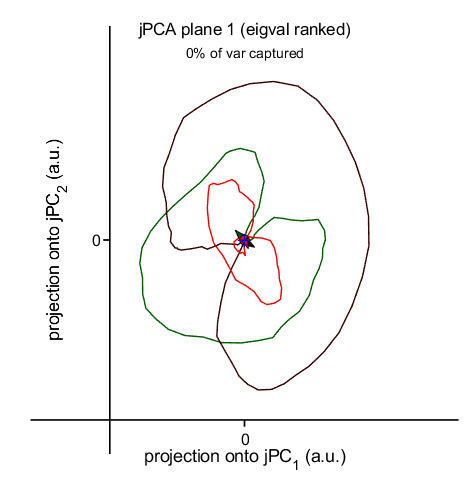 jPCA plane 1 (eigval ranked)
0% of var captured
projection onto jPC₂ (a.u.)
0
0
projection onto jPC₁ (a.u.)